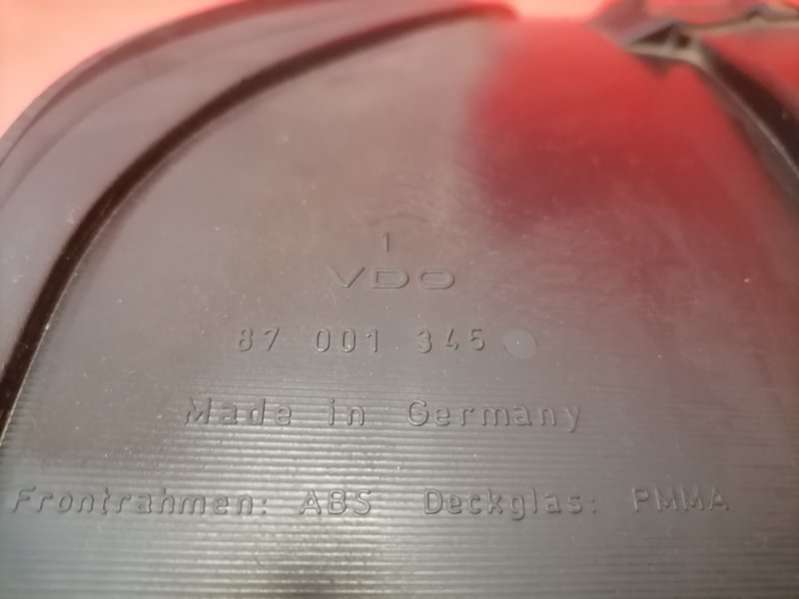 1
VDO
87 001 345
Made in Germany
Frontrahmen: ABS Deckglas: PMMA